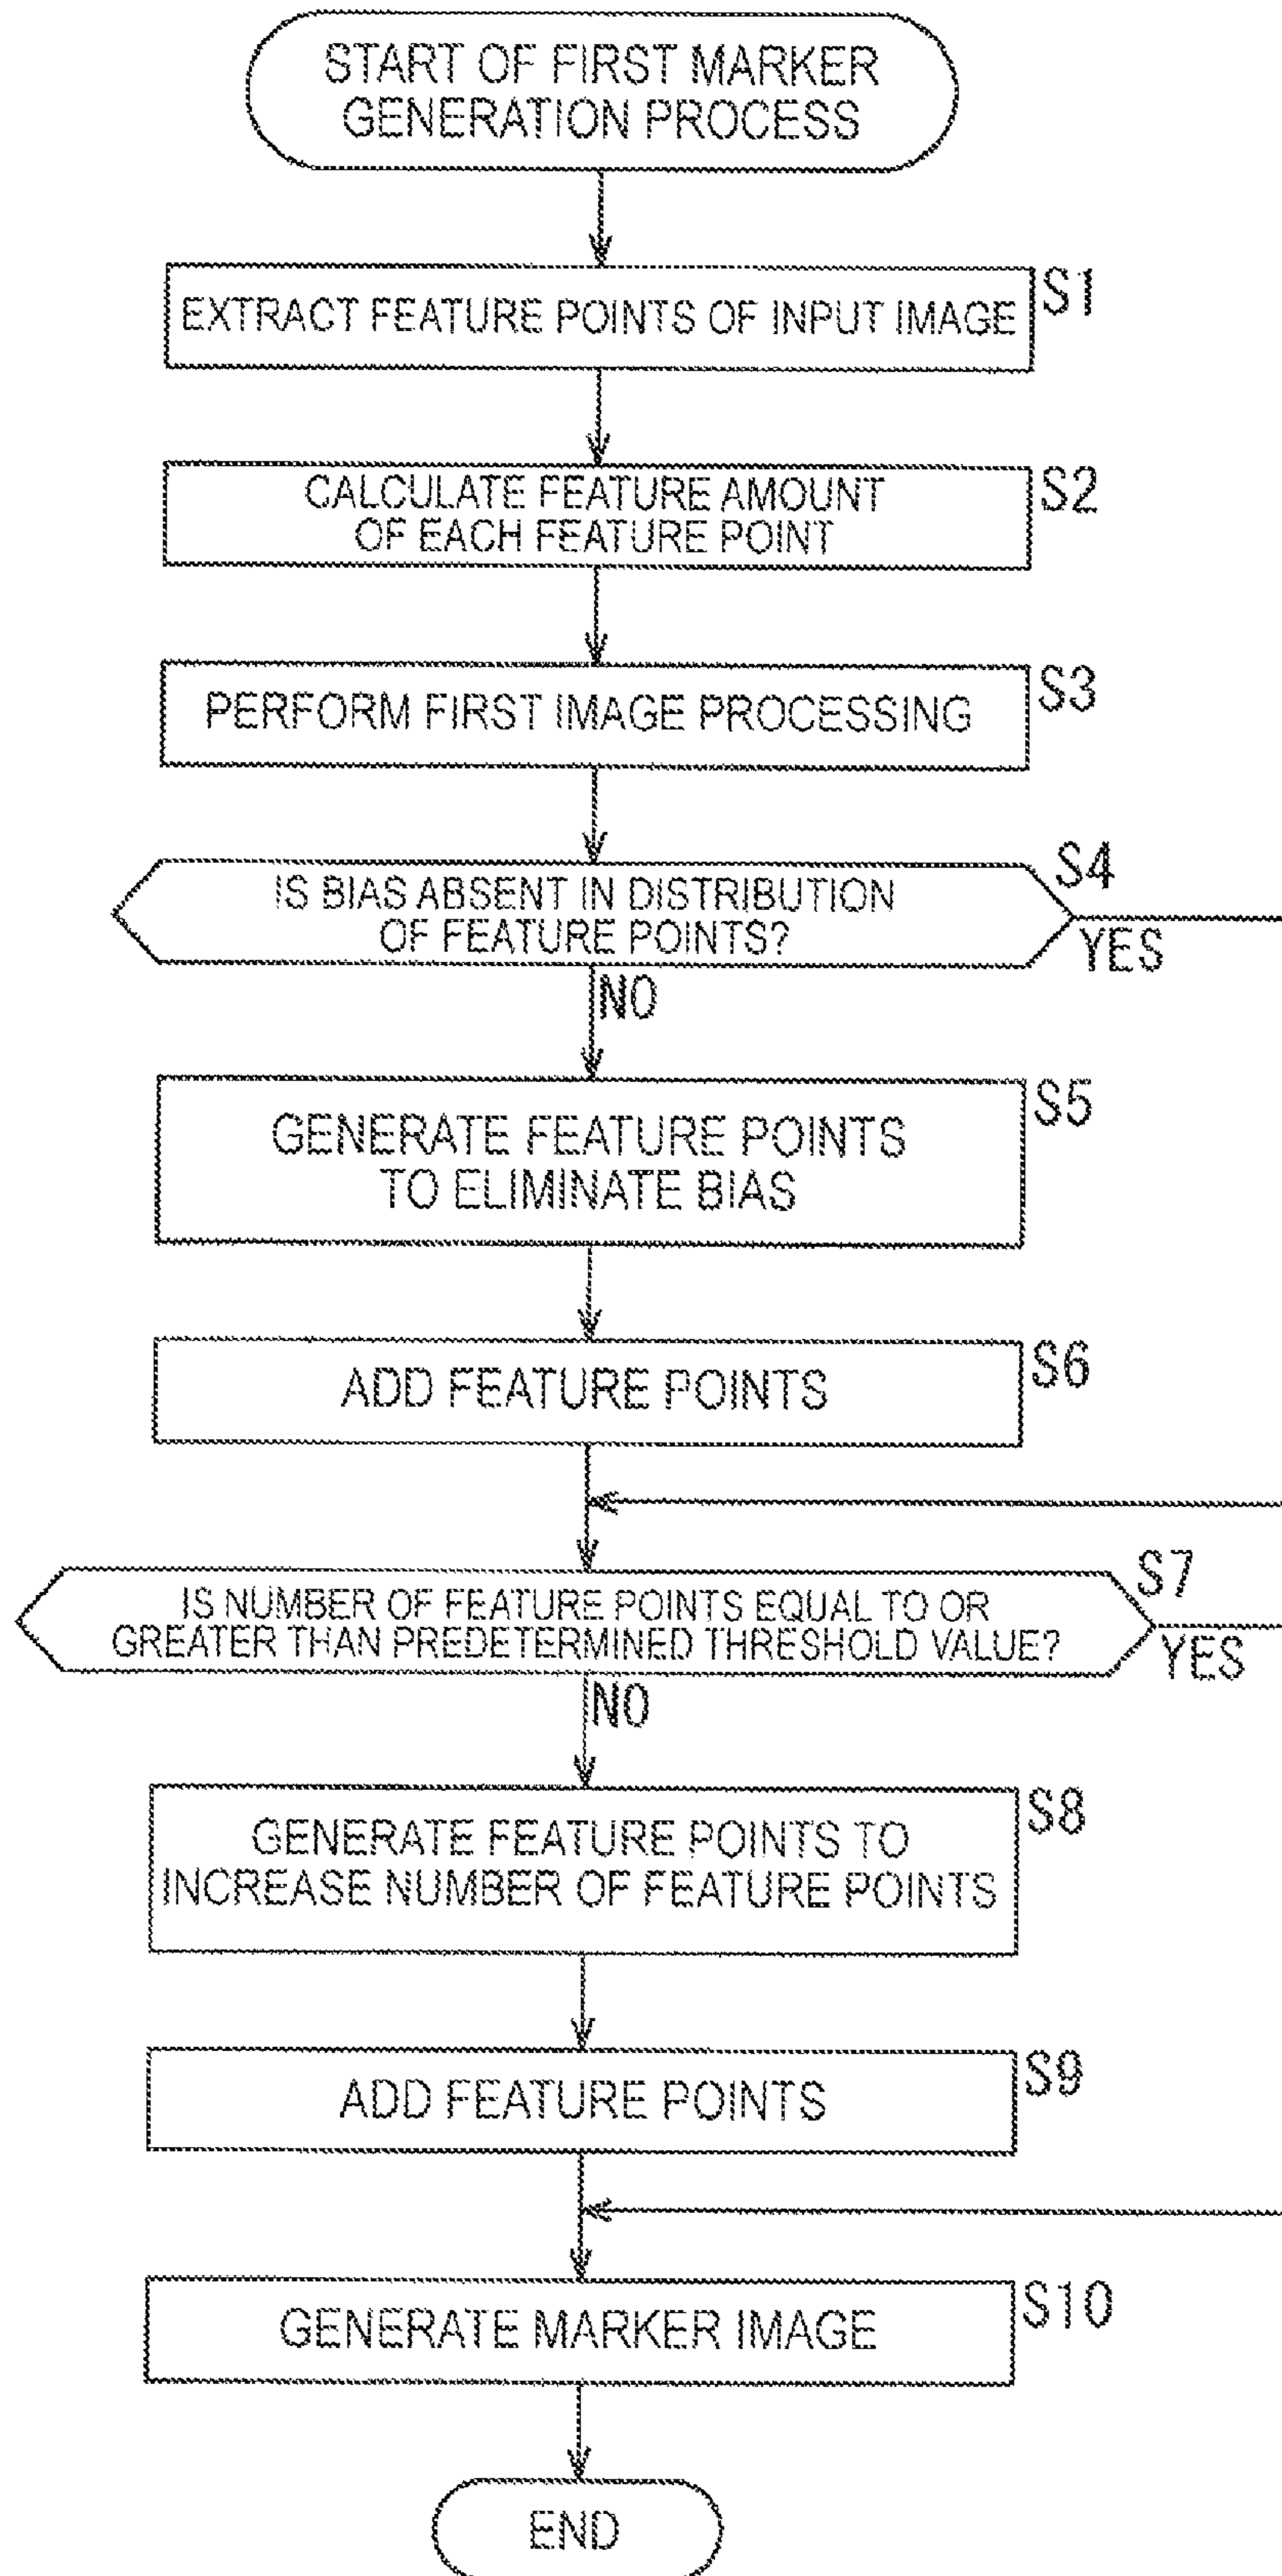 START OF FIRST MARKER
GENERATION PROCESS
EXTRACT FEATURE POINTS OF INPUT IMAGE
S1
CALCULATE FEATURE AMOUNT
OF EACH FEATURE POINT
S2
PERFORM FIRST IMAGE PROCESSING
S3
IS BIAS ABSENT IN DISTRIBUTION
OF FEATURE POINTS?
S4
YES
NO
GENERATE FEATURE POINTS
TO ELIMINATE BIAS
S5
ADD FEATURE POINTS
S6
IS NUMBER OF FEATURE POINTS EQUAL TO OR
GREATER THAN PREDETERMINED THRESHOLD VALUE?
S7
YES
NO
GENERATE FEATURE POINTS TO
INCREASE NUMBER OF FEATURE POINTS
S8
ADD FEATURE POINTS
S9
GENERATE MARKER IMAGE
S10
END